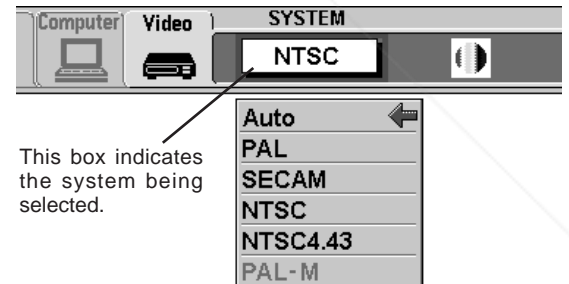 Computer Video SYSTEM
NTSC
Auto
PAL
SECAM
NTSC
NTSC4.43
PAL-M
This box indicates
the system being
selected.